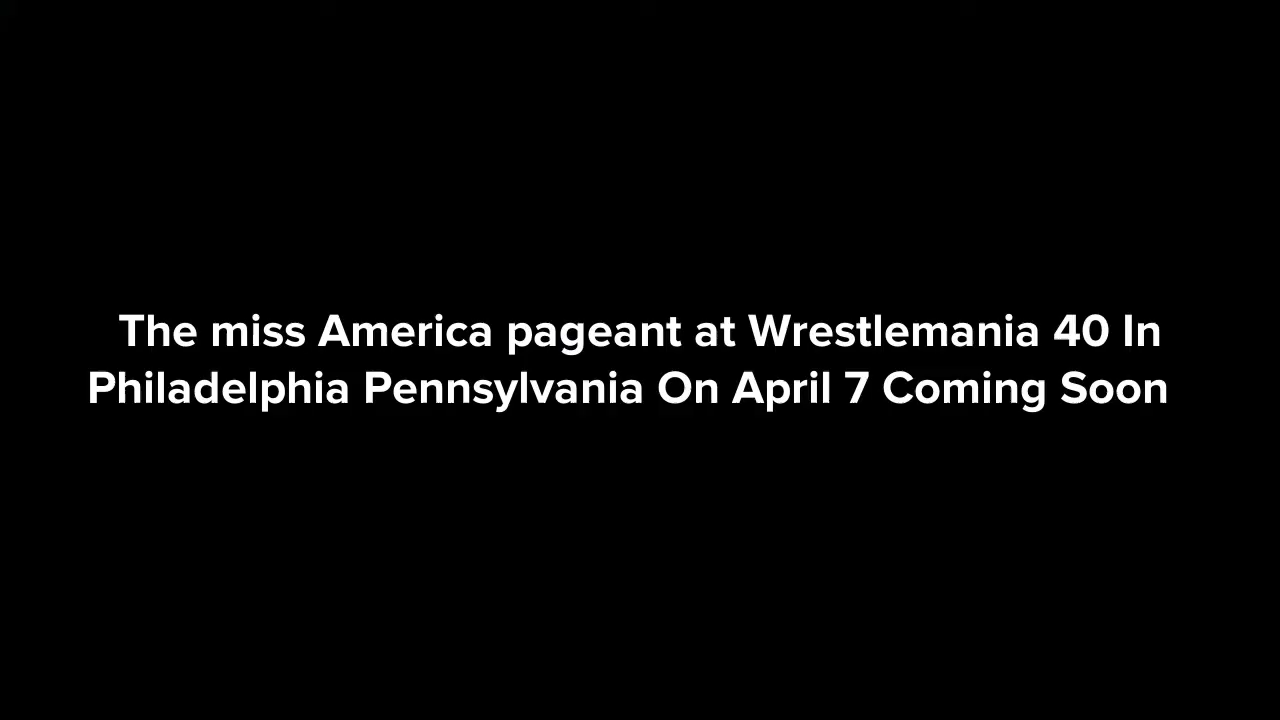 The miss America pageant at Wrestlemania 40 In
Philadelphia Pennsylvania On April 7 Coming Soon